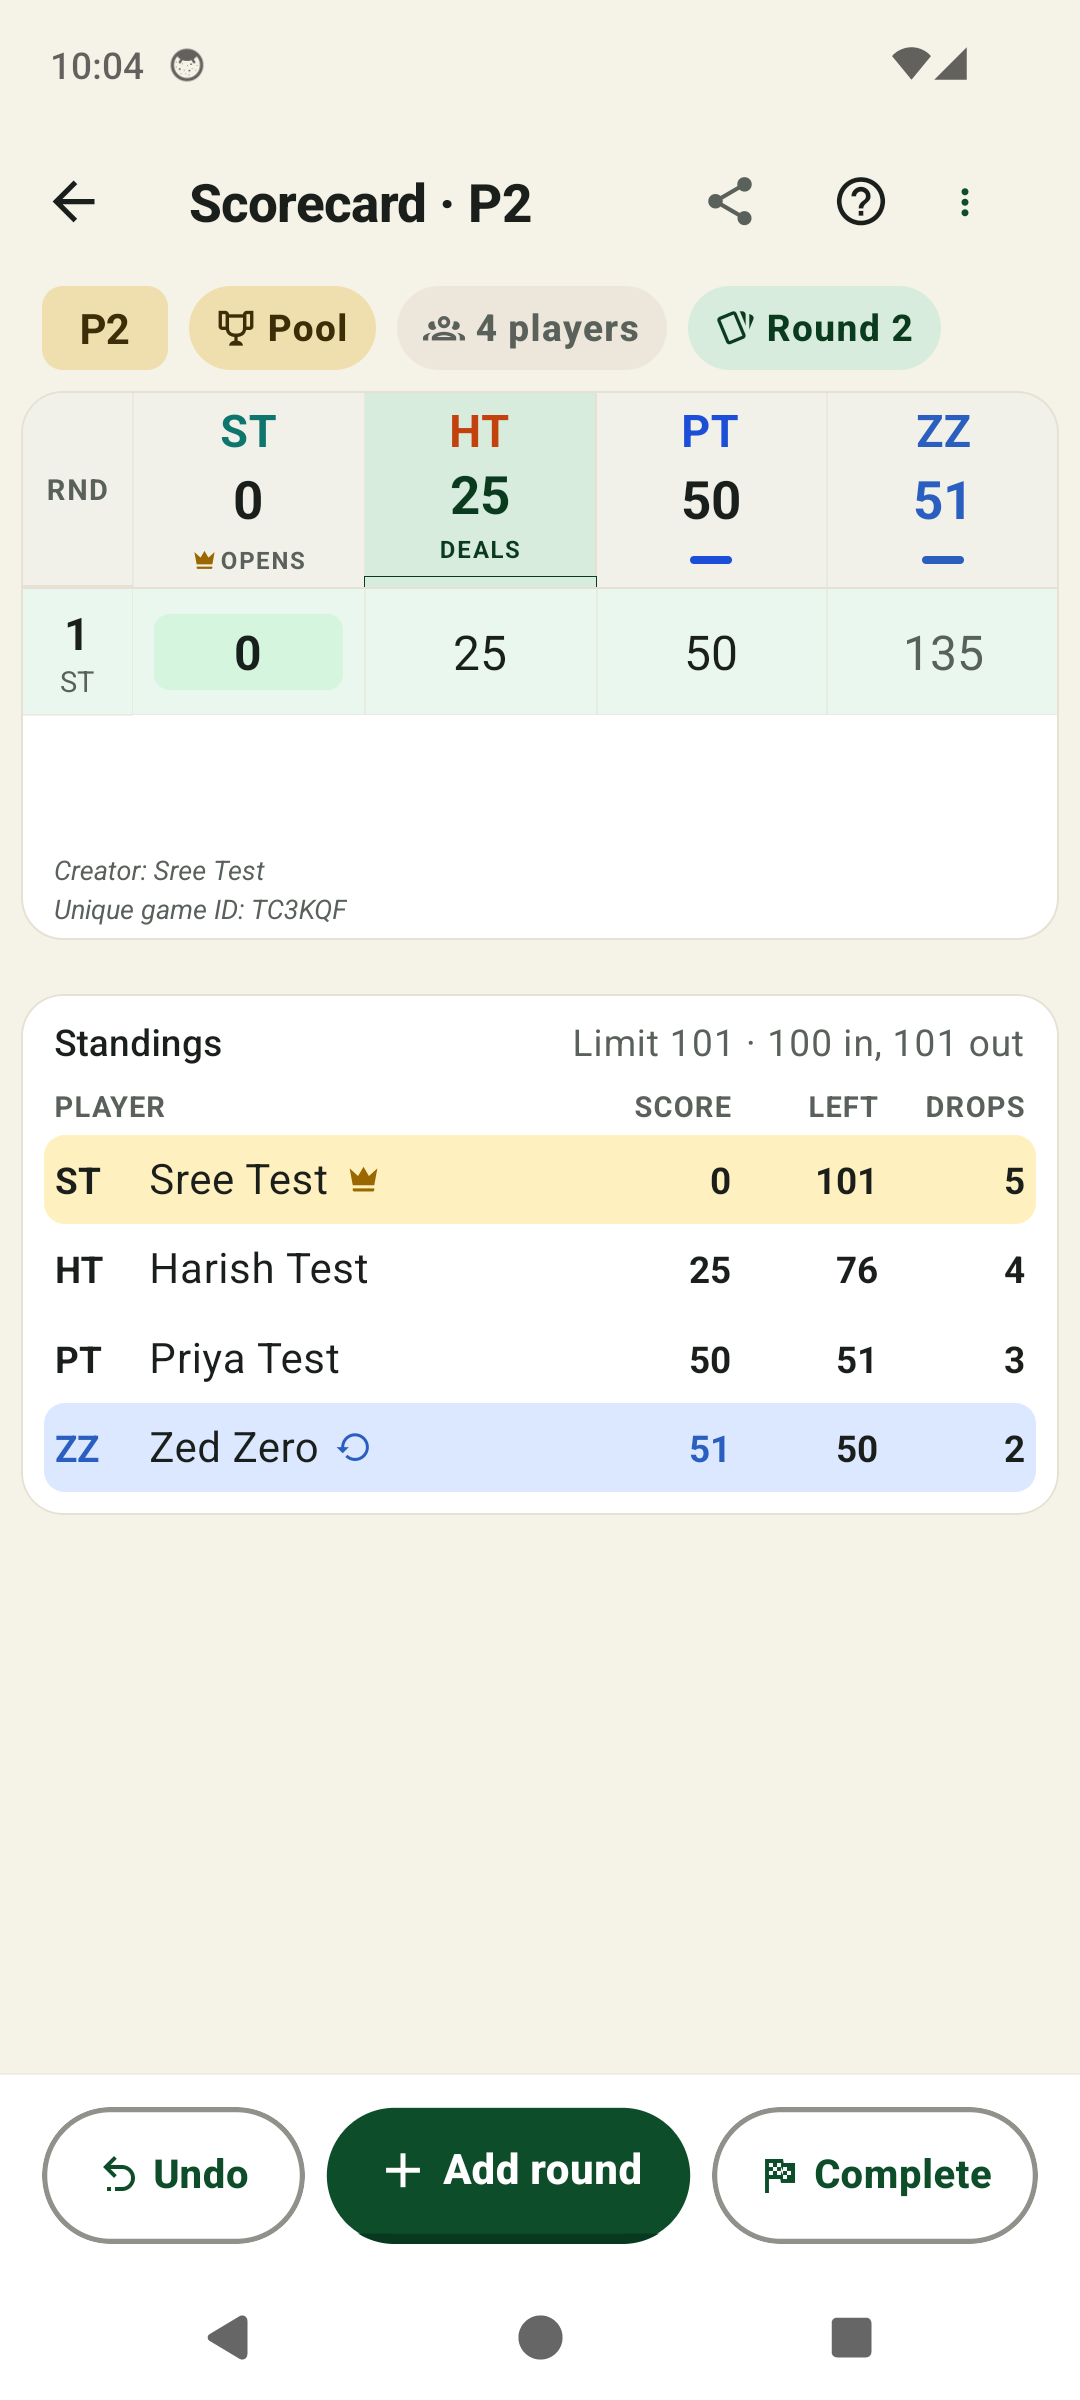 10:04
Scorecard · P2
P2 Pool 4 players Round 2
RND ST HT PT ZZ
0 25 50 51
OPENS DEALS
1 ST 0 25 50 135
Creator: Sree Test
Unique game ID: TC3KQF
Standings Limit 101 · 100 in, 101 out
PLAYER SCORE LEFT DROPS
ST Sree Test 0 101 5
HT Harish Test 25 76 4
PT Priya Test 50 51 3
ZZ Zed Zero 51 50 2
Undo Add round Complete